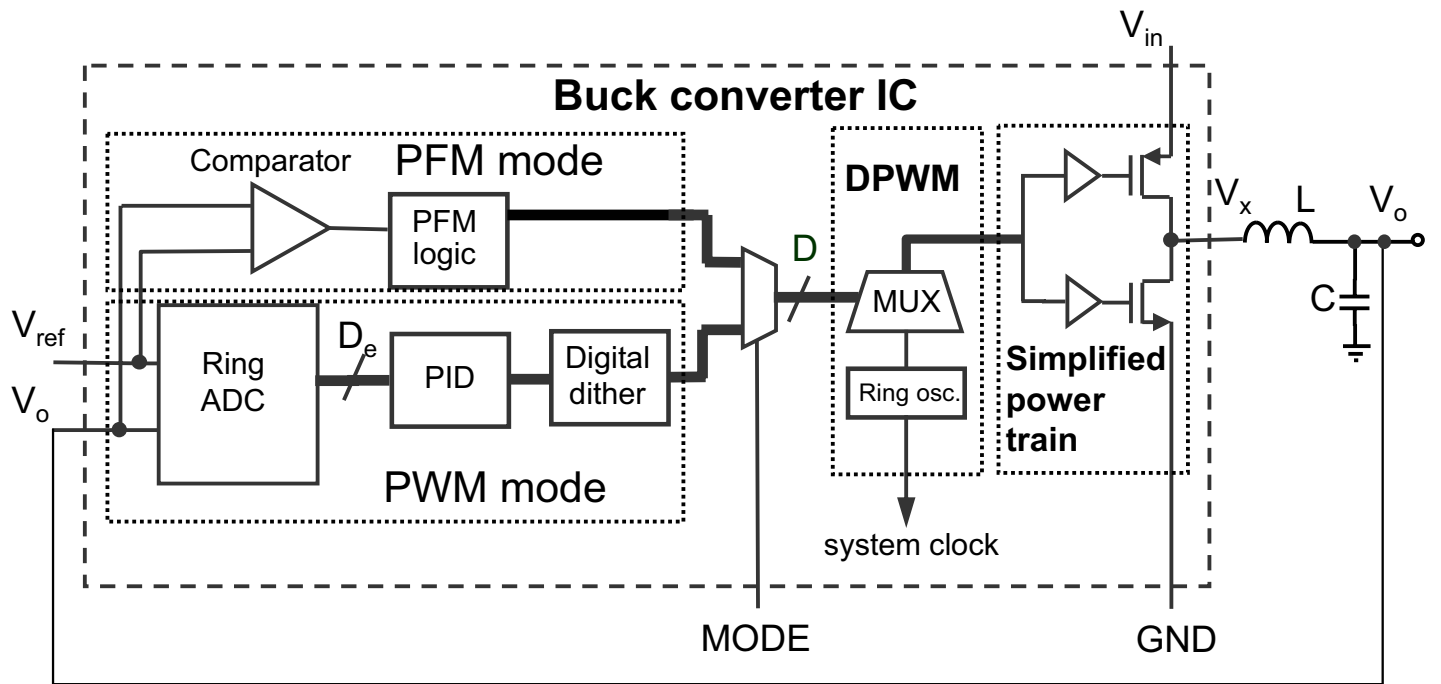 V_in
Buck converter IC
Comparator
PFM mode
PFM
logic
DPWM
V_x
L
V_o
D
MUX
C
V_ref
V_o
Ring
ADC
D_e
PID
Digital
dither
Ring osc.
Simplified
power
train
PWM mode
system clock
MODE
GND